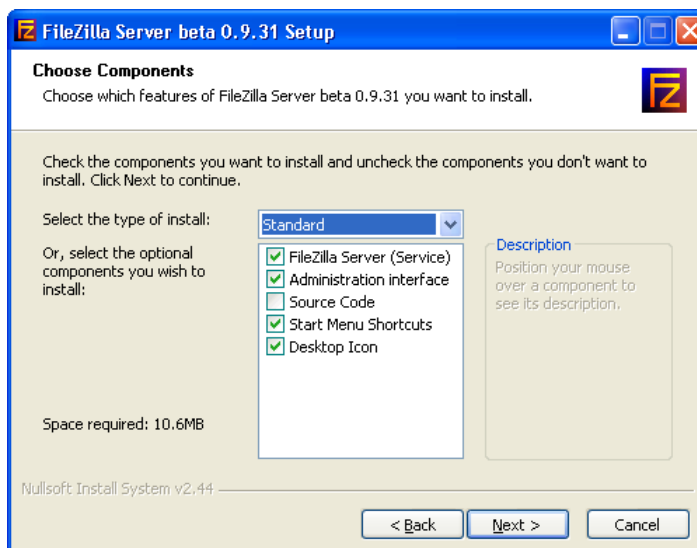 FileZilla Server beta 0.9.31 Setup
Choose Components
Choose which features of FileZilla Server beta 0.9.31 you want to install.
FZ
Check the components you want to install and uncheck the components you don't want to
install. Click Next to continue.
Select the type of install:
Standard
Or, select the optional
components you wish to
install:
FileZilla Server (Service)
Administration interface
Source Code
Start Menu Shortcuts
Desktop Icon
Description
Position your mouse
over a component to
see its description.
Space required: 10.6MB
Nullsoft Install System v2.44
< Back
Next >
Cancel